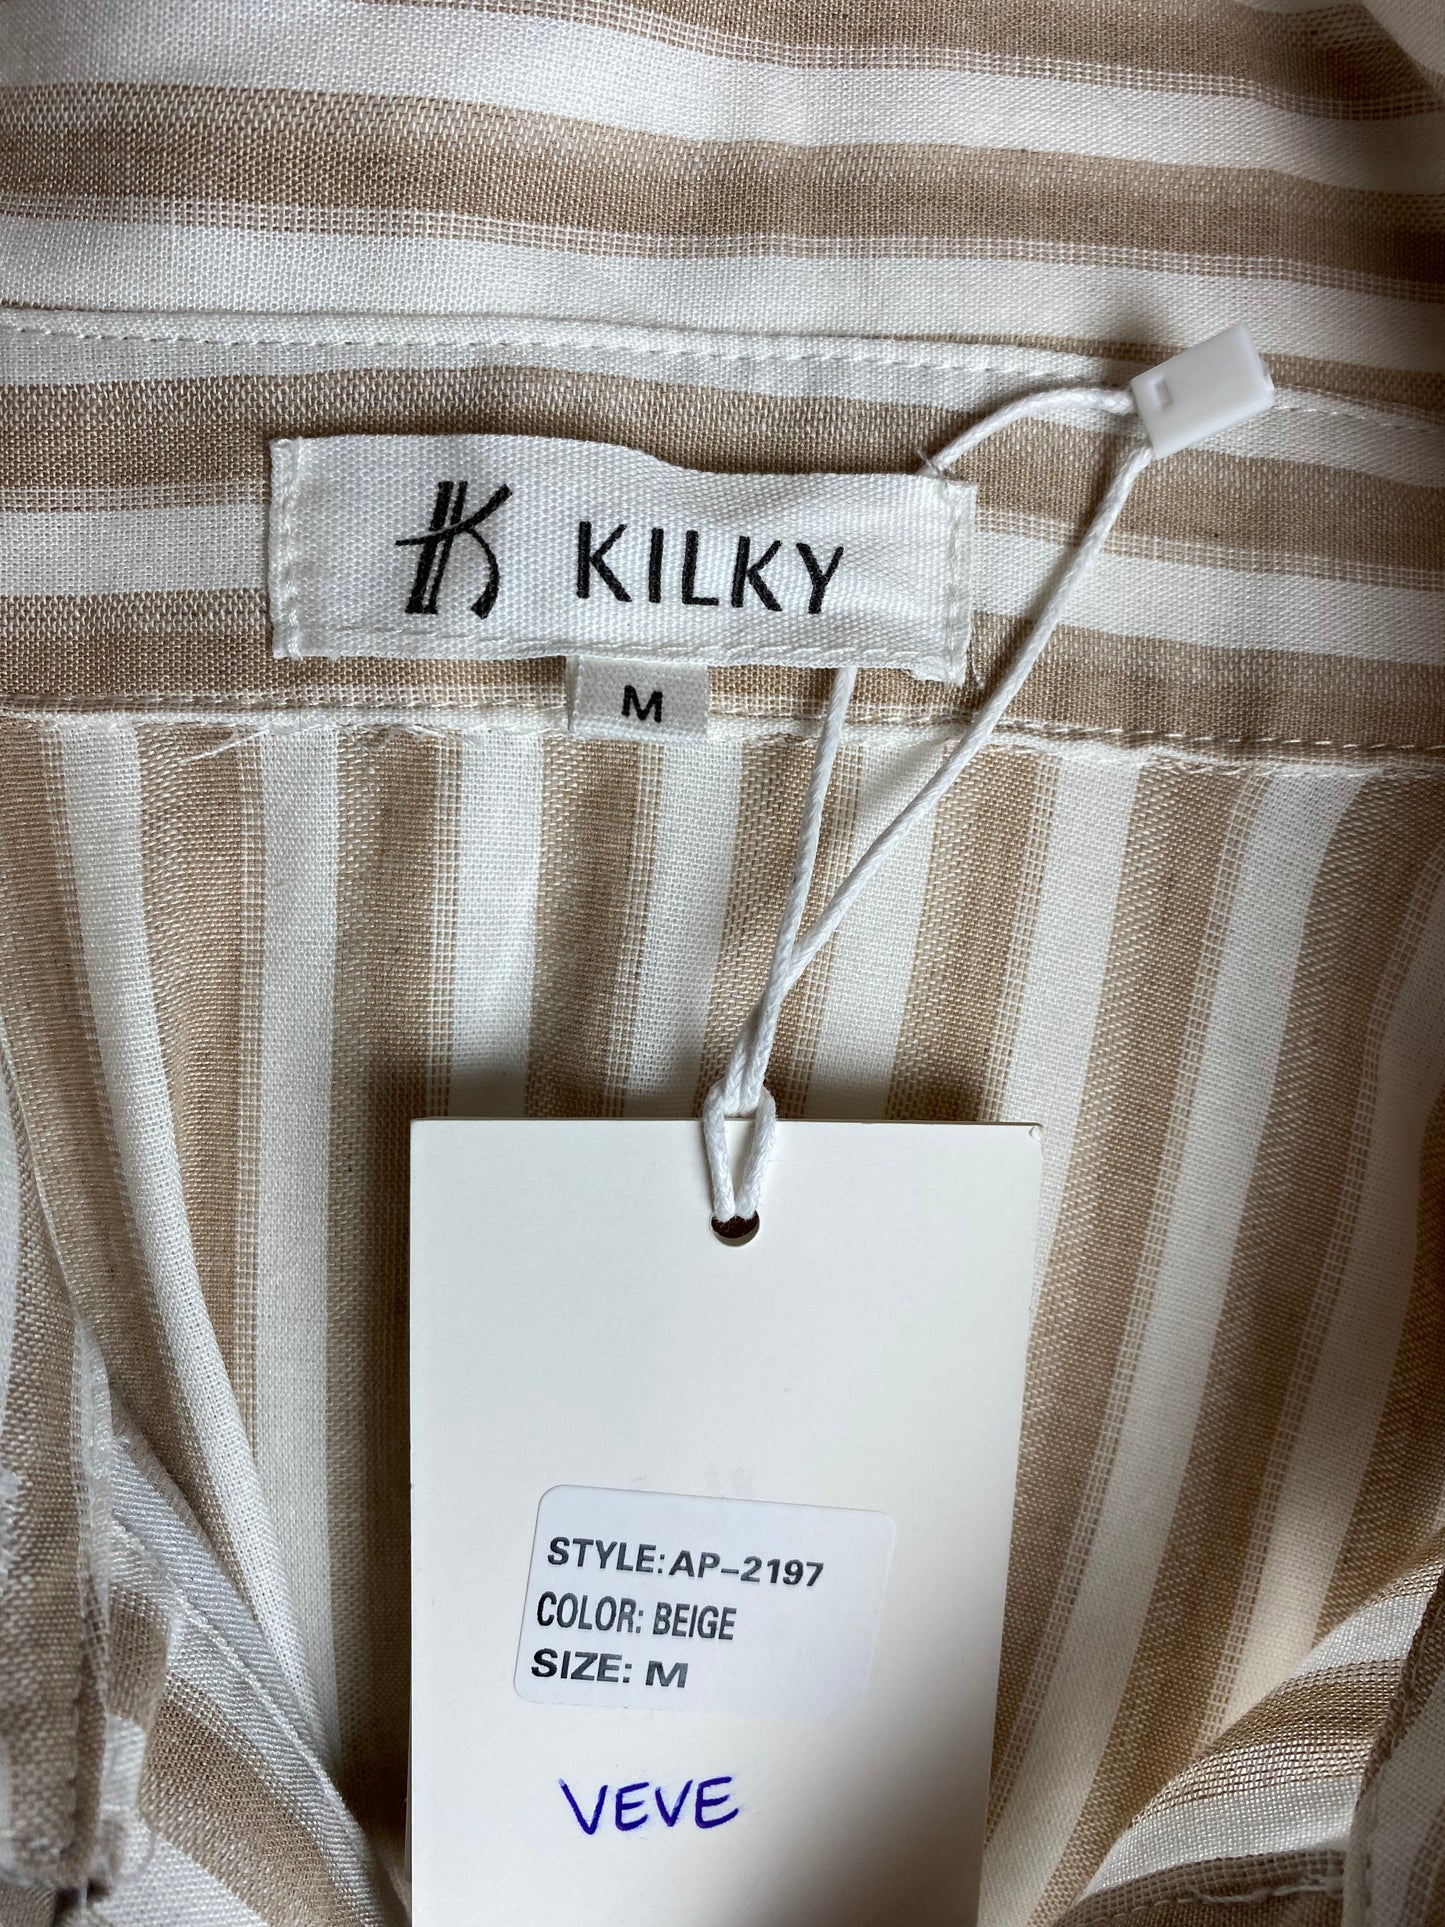 K KILKY
M
STYLE: AP-2197
COLOR: BEIGE
SIZE: M
VEVE